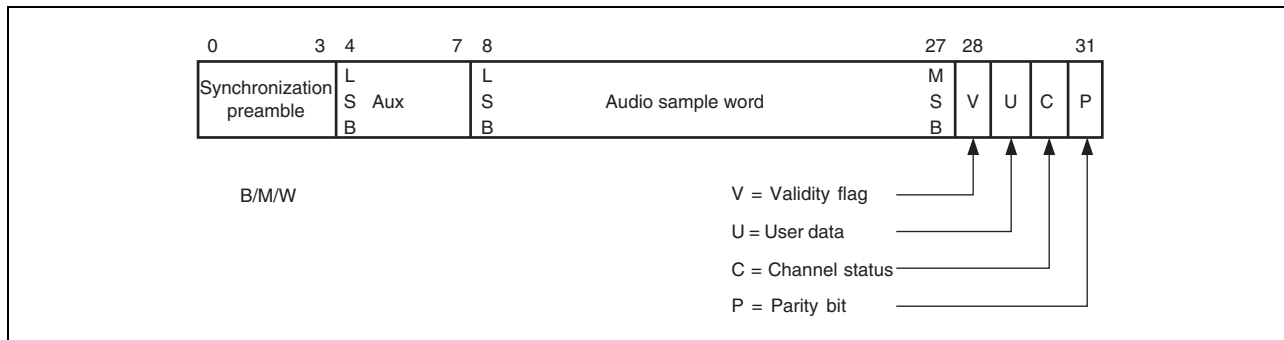 0 3 4 7 8 27 28 31
Synchronization
preamble
L
S
B
Aux
L
S
B
Audio sample word
M
S
B
V
U
C
P
B/M/W
V = Validity flag
U = User data
C = Channel status
P = Parity bit